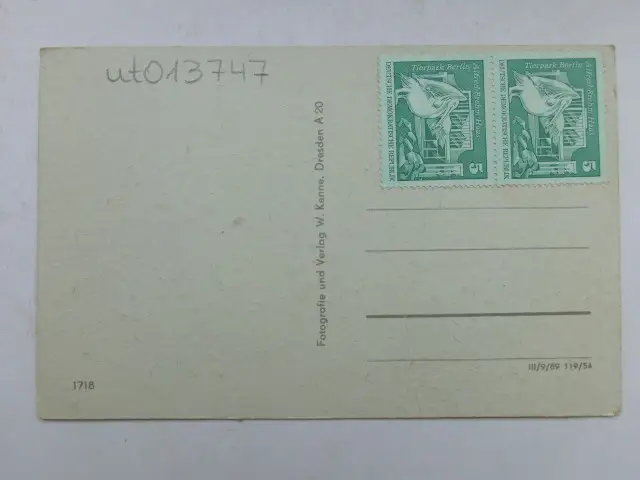 ut013747
Tierpark Berlin Alfred-Brehm-Haus
DEUTSCHE DEMOKRATISCHE REPUBLIK
5
Tierpark Berlin Alfred-Brehm-Haus
DEUTSCHE DEMOKRATISCHE REPUBLIK
5
Fotografie und Verlag W. Kenne, Dresden A 20
1718
III/9/89 119/54